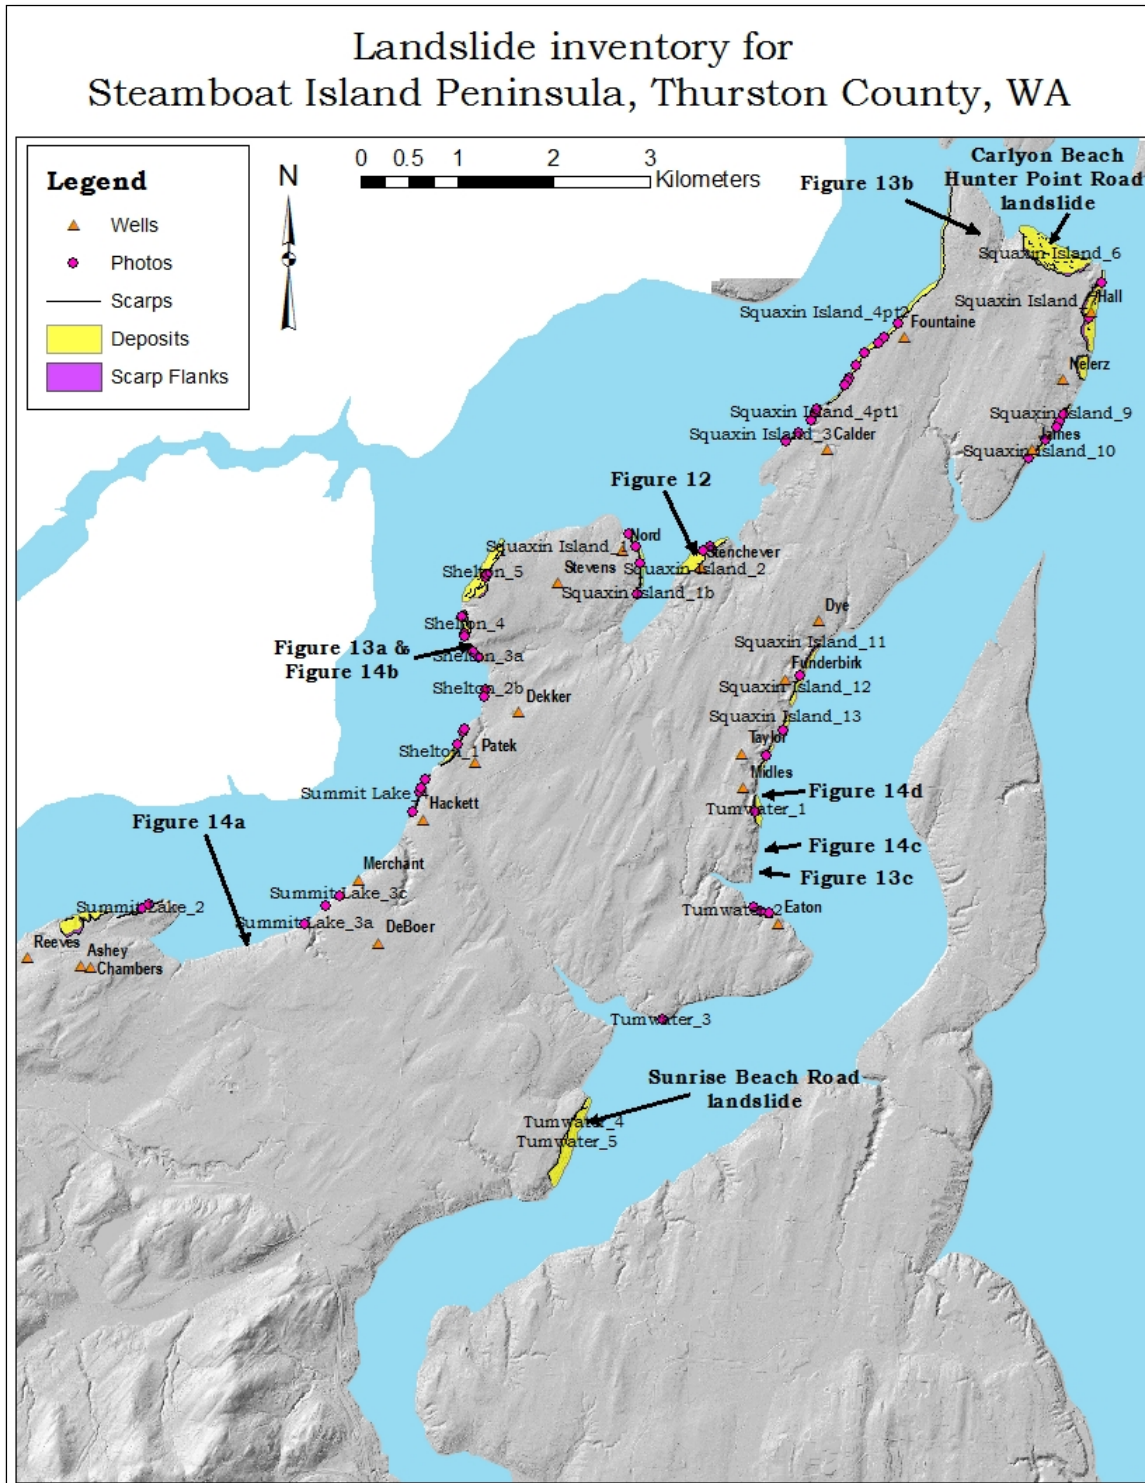 Landslide inventory for
Steamboat Island Peninsula, Thurston County, WA
Legend
Wells
Photos
Scarps
Deposits
Scarp Flanks
N
0 0.5 1 2 3
Kilometers
Carlyon Beach
Hunter Point Road
landslide
Figure 13b
Squaxin Island_6
Squaxin Island_
Hall
Squaxin Island_4pt2
Fountaine
Nelerz
Squaxin Island_4pt1
Squaxin Island_9
Squaxin Island_3
Calder
James
Squaxin Island_10
Figure 12
Nord
Squaxin Island_1
Stenchever
Shelton_5
Stevens
Squaxin Island_2
Squaxin Island_1b
Dye
Shelton_4
Figure 13a &
Figure 14b
Shelton_3a
Squaxin Island_11
Funderbirk
Shelton_2b
Dekker
Squaxin Island_12
Squaxin Island_13
Shelton_1
Patek
Taylor
Midles
Summit Lake_4
Hackett
Figure 14d
Tumwater_1
Figure 14a
Figure 14c
Merchant
Figure 13c
Summit Lake_3c
Summit Lake_2
Tumwater_2
Eaton
Summit Lake_3a
DeBoer
Reeves
Ashey
Chambers
Tumwater_3
Sunrise Beach Road
landslide
Tumwater_4
Tumwater_5